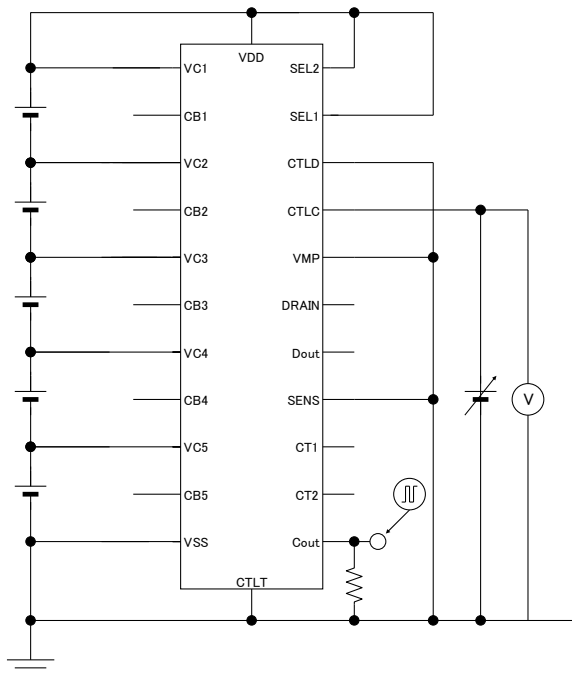 VDD
VC1
SEL2
CB1
SEL1
VC2
CTLD
CB2
CTLC
VC3
VMP
CB3
DRAIN
VC4
Dout
CB4
SENS
V
VC5
CT1
CB5
CT2
VSS
Cout
CTLT